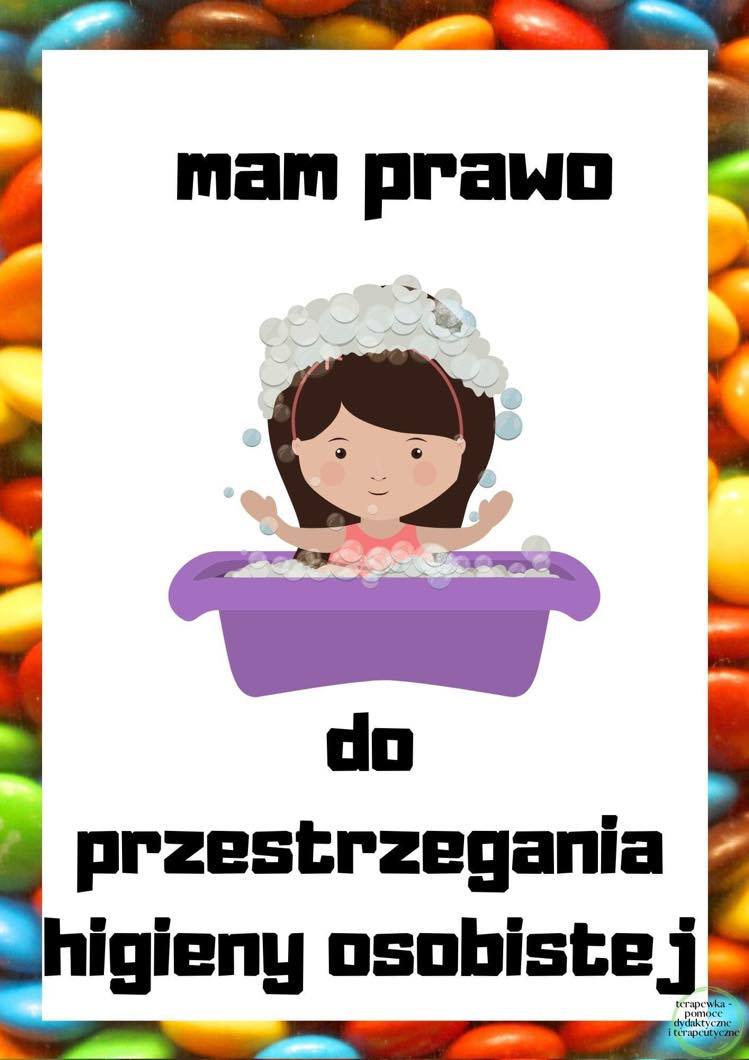 mam prawo
do
przestrzegania
higieny osobistej
terapewka -
pomoce
dydaktyczne
i terapeutyczne